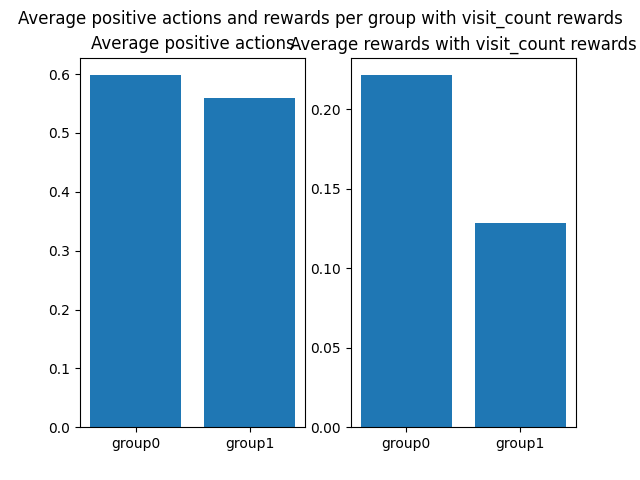 Average positive actions and rewards per group with visit_count rewards
Average positive actions
0.6
0.5
0.4
0.3
0.2
0.1
0.0
group0
group1
Average rewards with visit_count rewards
0.20
0.15
0.10
0.05
0.00
group0
group1